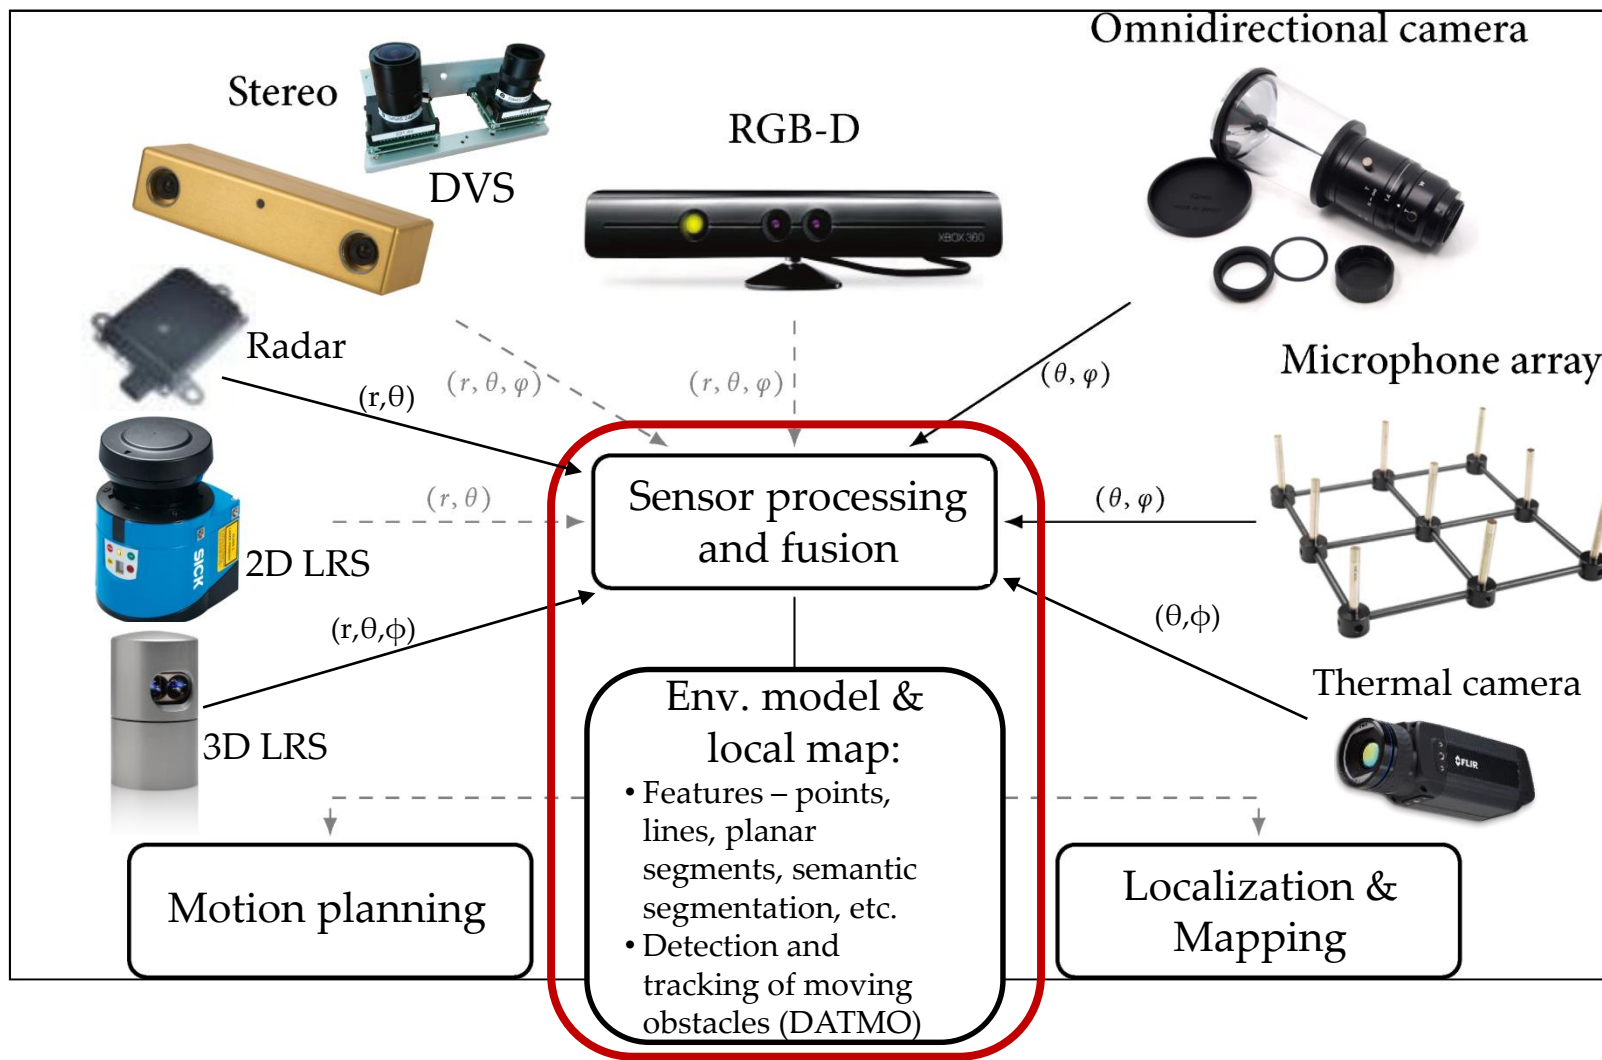 Omnidirectional camera
Stereo
DVS
RGB-D
XBOX 360
Radar
(r, θ, φ)
(r, θ, φ)
(θ, φ)
Microphone array
(r,θ)
Sensor processing
and fusion
(r, θ)
(θ, φ)
SICK
2D LRS
(r,θ,ϕ)
(θ,ϕ)
Env. model &
local map:
Thermal camera
3D LRS
FLIR
• Features – points,
lines, planar
segments, semantic
segmentation, etc.
• Detection and
tracking of moving
obstacles (DATMO)
Motion planning
Localization &
Mapping